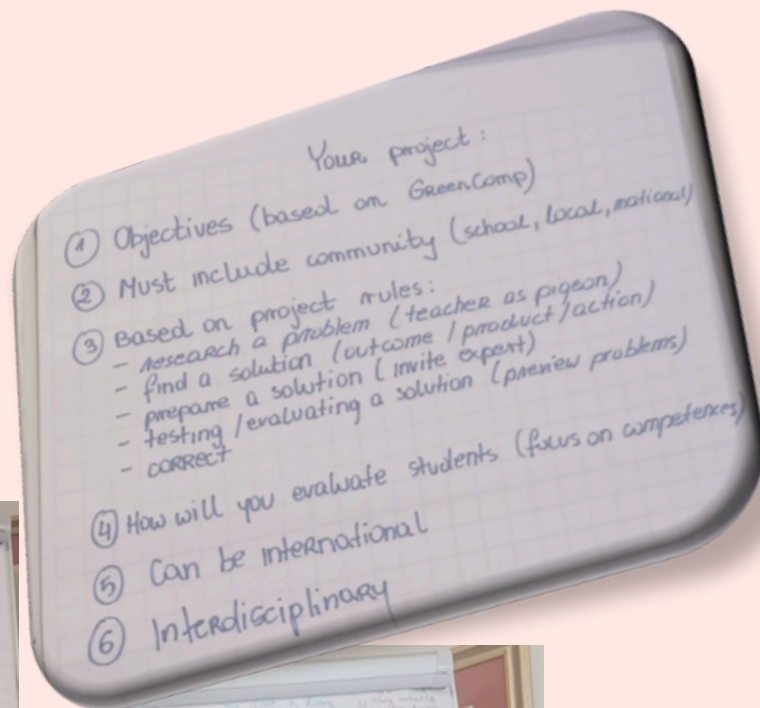 Your project:
① Objectives (based on GreenComp)
② Must include community (school, local, national)
③ Based on project rules:
- research a problem (teacher as pigeon)
- find a solution (outcome / product / action)
- prepare a solution (invite expert)
- testing / evaluating a solution (preview problems)
- CORRECT
④ How will you evaluate students (focus on competences)
⑤ Can be international
⑥ Interdisciplinary